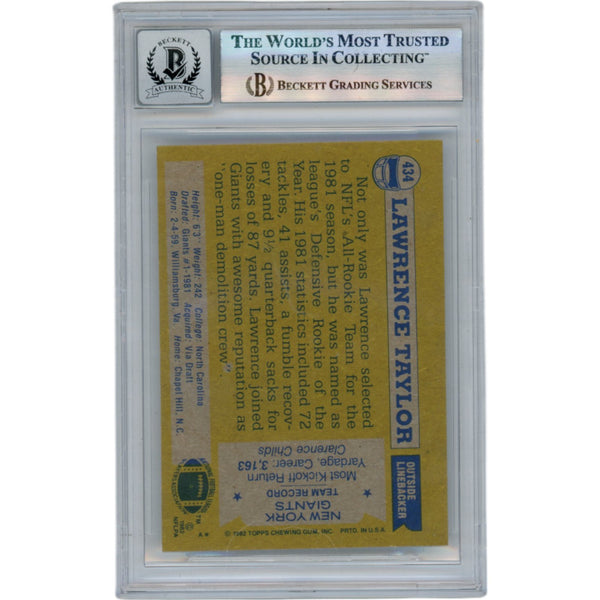 BECKETT
B
AUTHENTIC
THE WORLD'S MOST TRUSTED
SOURCE IN COLLECTING™
B BECKETT GRADING SERVICES
434
LAWRENCE TAYLOR
OUTSIDE
LINEBACKER
Not only was Lawrence selected
to NFL's "All-Rookie Team for the
1981 season, but he was named as
league's Defensive Rookie of the
Year. His 1981 statistics included 72
tackles, 41 assists, a fumble recov-
ery and 9½ quarterback sacks for
losses of 87 yards. Lawrence joined
Giants with awesome reputation as
"one-man demolition crew."
NEW YORK
GIANTS
TEAM RECORD
Most Kickoff Return
Yardage, Career: 3,163
Clarence Childs
Height: 6'3" Weight: 242 College: North Carolina
Drafted: Giants #1-1981 Acquired: Via Draft
Born: 2-4-59, Williamsburg, Va. Home: Chapel Hill, N.C.
TM
© 1982
NFLPA
A★
© 1982 TOPPS CHEWING GUM, INC. PRTD. IN U.S.A.